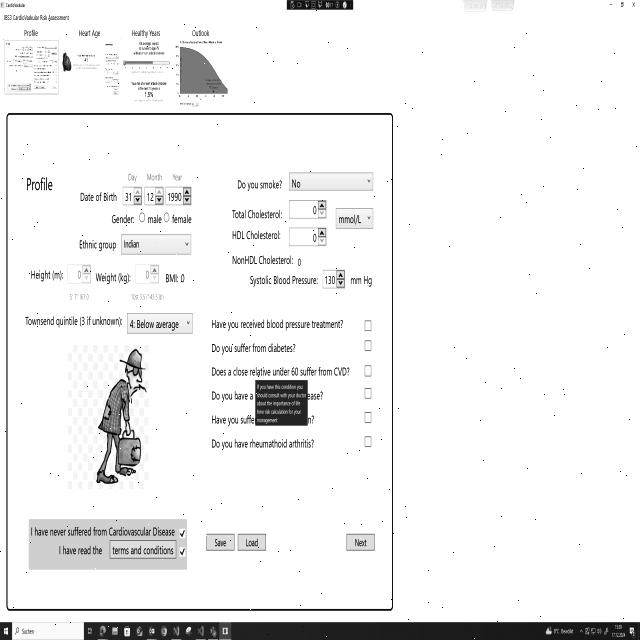 CardioVaskular
JBS3 CardioVaskular Risk Assessment
Profile Heart Age Healthy Years Outlook
Profile
Day Month Year
Date of Birth 31 12 1990
Gender: male female
Ethnic group Indian
Height (m): 0 Weight (kg): 0 BMI: 0
Townsend quintile (3 if unknown): 4: Below average
Do you smoke? No
Total Cholesterol: 0 mmol/L
HDL Cholesterol: 0
NonHDL Cholesterol: 0
Systolic Blood Pressure: 130 mm Hg
Have you received blood pressure treatment?
Do you suffer from diabetes?
Does a close relative under 60 suffer from CVD?
Do you have a ease?
If you have this condition you
should consult with your doctor
about the importance of life
time risk calculation for your
management
Have you suffe n?
Do you have rheumathoid arthritis?
I have never suffered from Cardiovascular Disease
I have read the terms and conditions
Save Load Next
Suchen